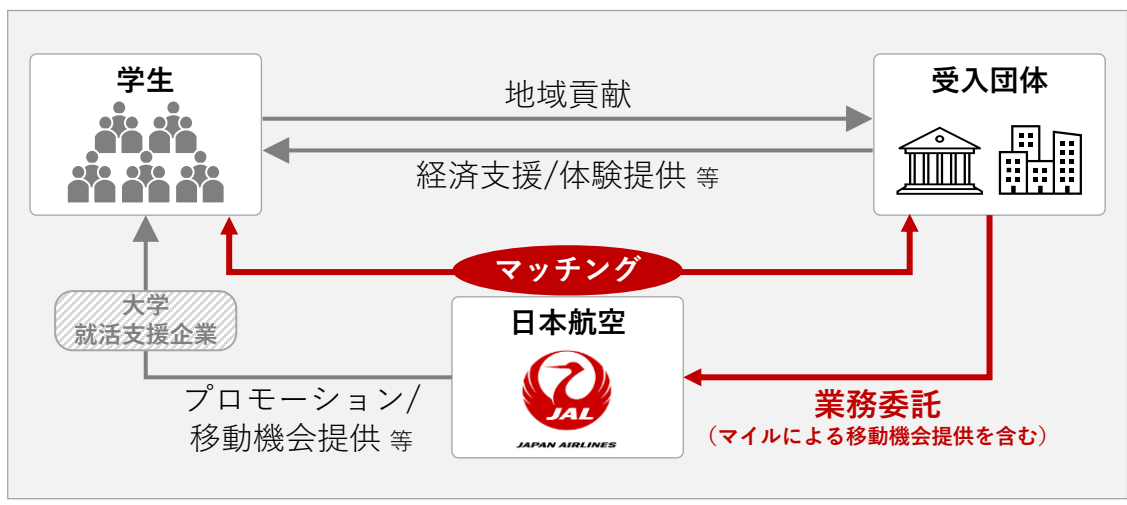 学生
受入団体
地域貢献
経済支援/体験提供 等
マッチング
大学
就活支援企業
日本航空
JAL
JAPAN AIRLINES
プロモーション/
移動機会提供 等
業務委託
（マイルによる移動機会提供を含む）